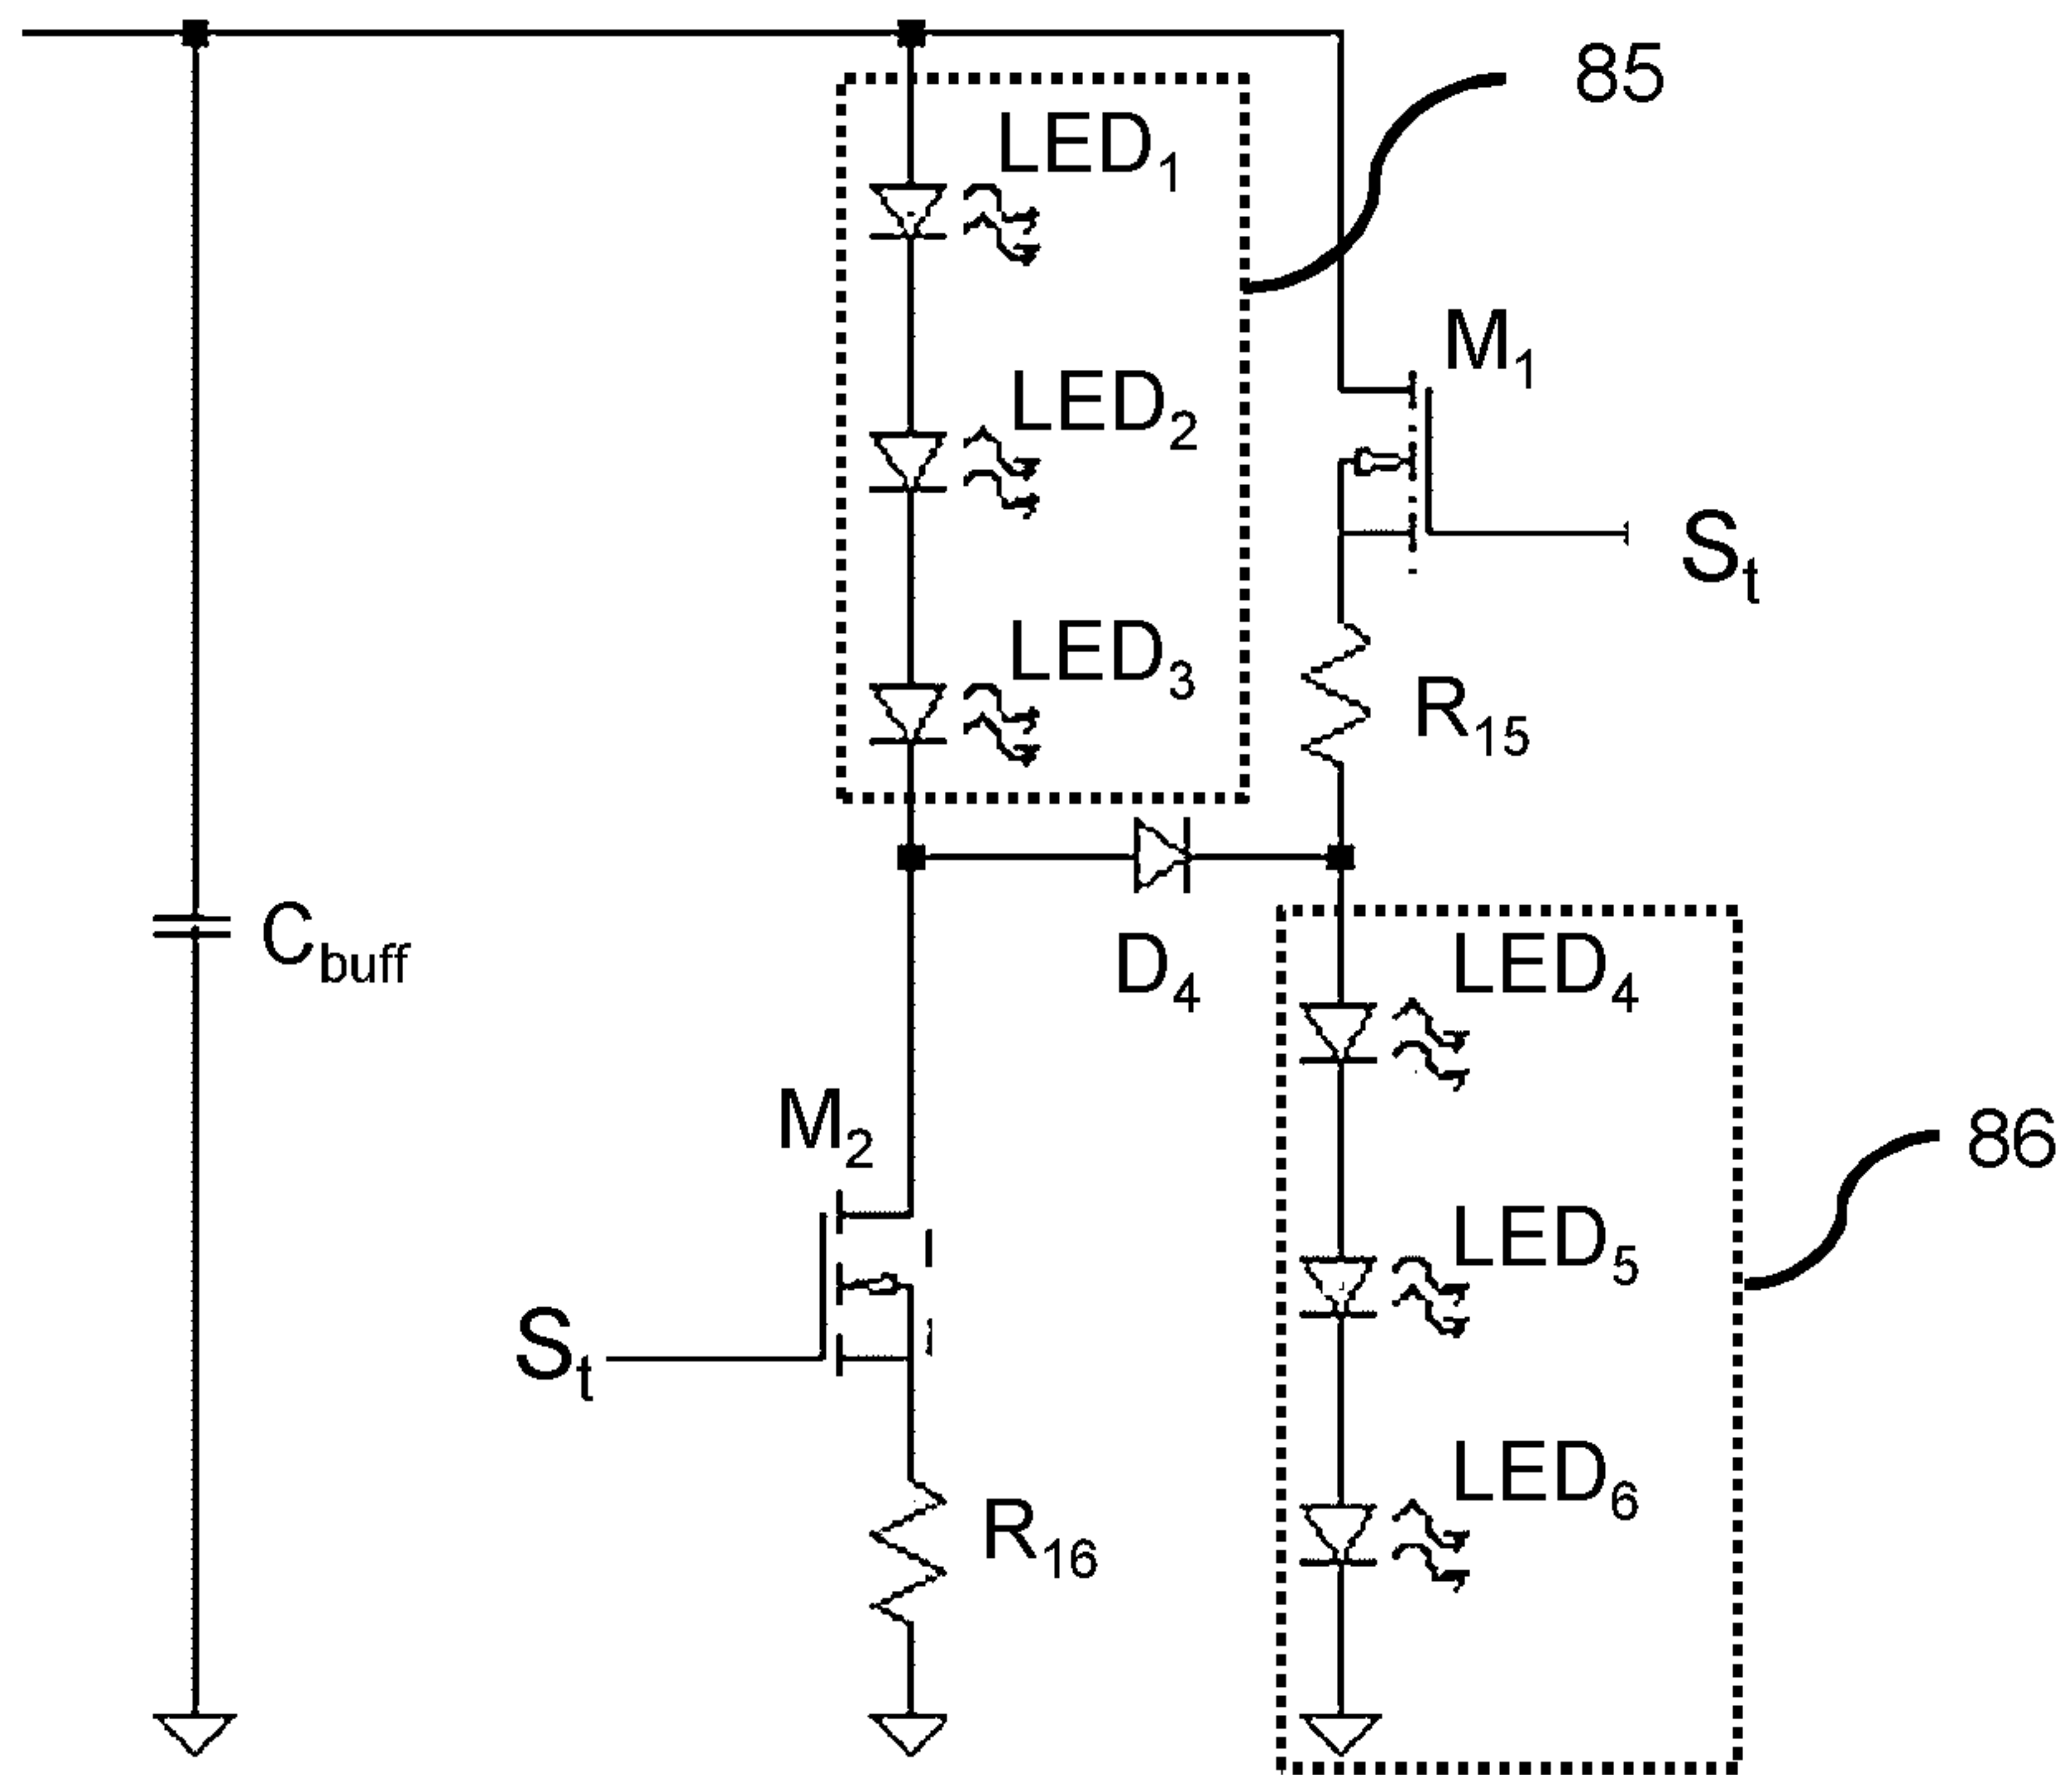 85
LED1
M1
LED2
St
LED3
R15
Cbuff
D4
LED4
M2
86
LED5
St
LED6
R16